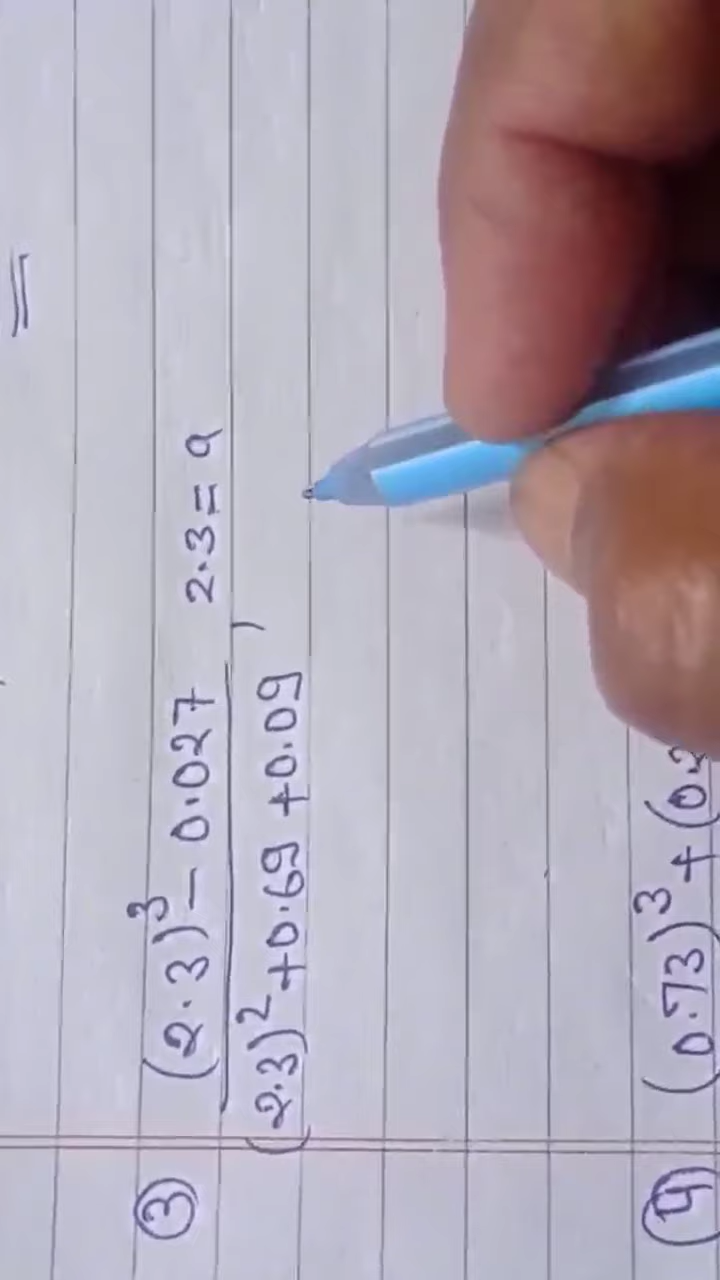 ③ (2.3)³ - 0.027 2.3 = a
(2.3)² + 0.69 + 0.09
④ (0.73)³ + (0.